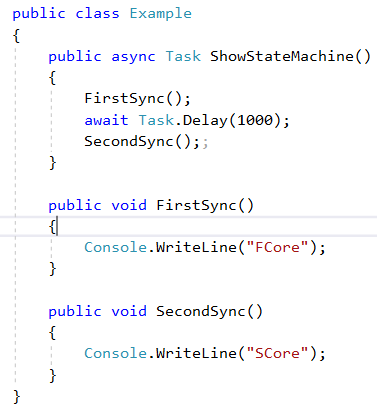 public class Example
{
    public async Task ShowStateMachine()
    {
        FirstSync();
        await Task.Delay(1000);
        SecondSync();;
    }

    public void FirstSync()
    {
        Console.WriteLine("FCore");
    }

    public void SecondSync()
    {
        Console.WriteLine("SCore");
    }
}